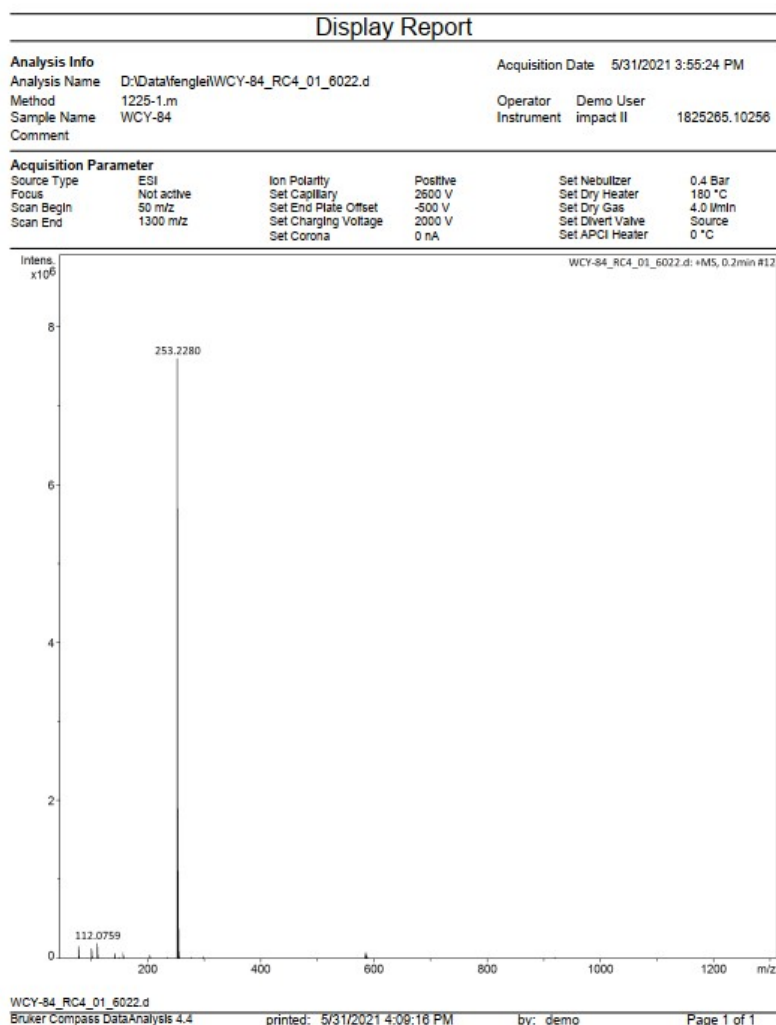 Display Report
Analysis Info
Acquisition Date 5/31/2021 3:55:24 PM
Analysis Name D:\Data\fenglei\WCY-84_RC4_01_6022.d
Method 1225-1.m Operator Demo User
Sample Name WCY-84 Instrument impact II 1825265.10256
Comment
Acquisition Parameter
Source Type ESI Ion Polarity Positive Set Nebulizer 0.4 Bar
Focus Not active Set Capillary 2600 V Set Dry Heater 180 °C
Scan Begin 50 m/z Set End Plate Offset -500 V Set Dry Gas 4.0 l/min
Scan End 1300 m/z Set Charging Voltage 2000 V Set Divert Valve Source
Set Corona 0 nA Set APCI Heater 0 °C
Intens. WCY-84_RC4_01_6022.d: +MS, 0.2min #12
x10⁶
8
253.2280
6
4
2
112.0759
0
200 400 600 800 1000 1200 m/z
WCY-84_RC4_01_6022.d
Bruker Compass DataAnalysis 4.4 printed: 5/31/2021 4:09:16 PM by: demo Page 1 of 1